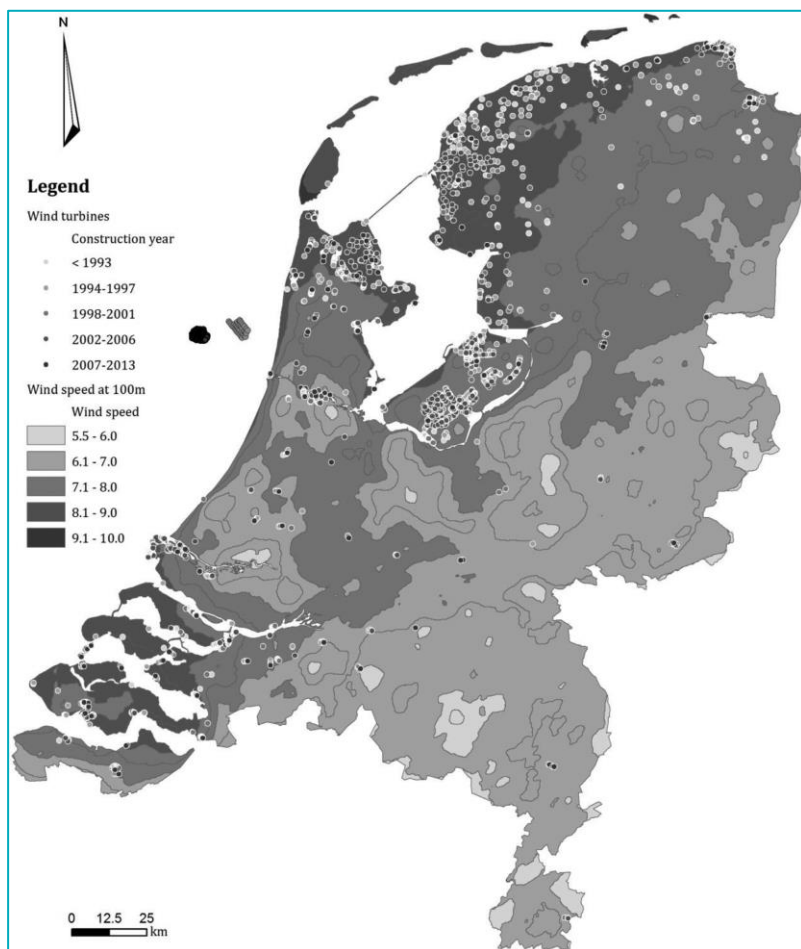 N
Legend
Wind turbines
Construction year
< 1993
1994-1997
1998-2001
2002-2006
2007-2013
Wind speed at 100m
Wind speed
5.5 - 6.0
6.1 - 7.0
7.1 - 8.0
8.1 - 9.0
9.1 - 10.0
0 12.5 25
km